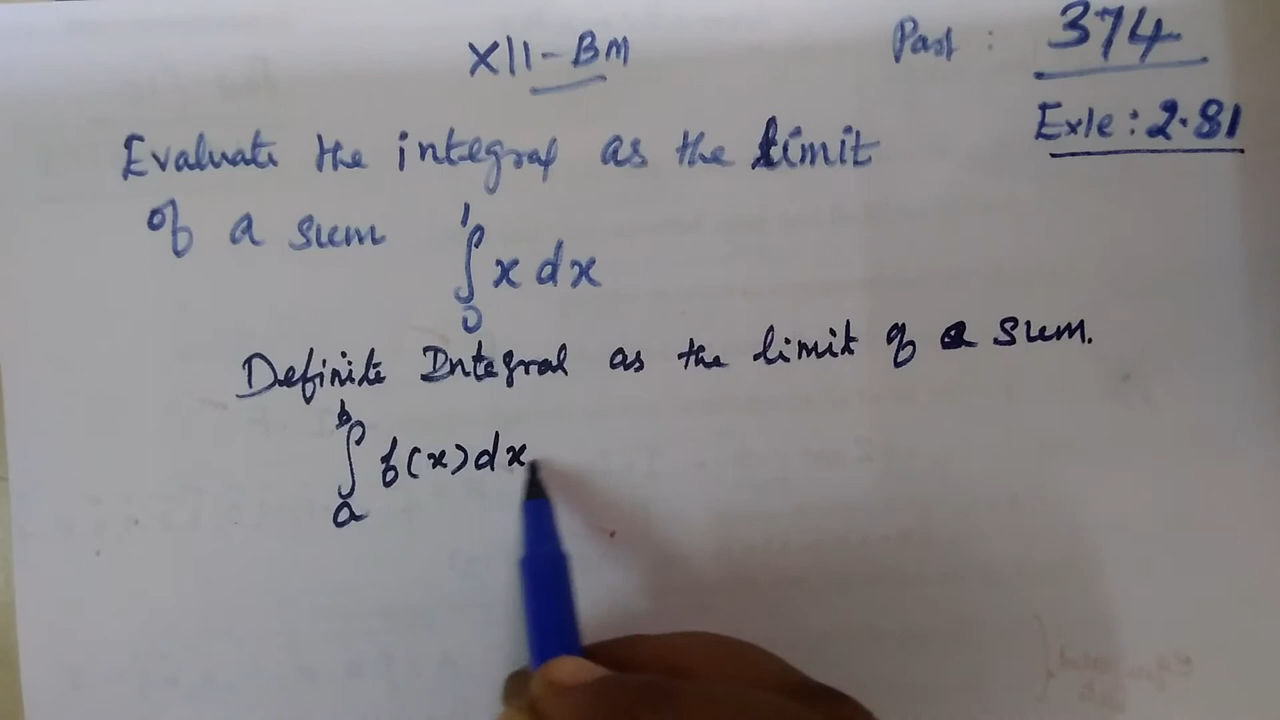 XII-BM
Part : 374
Exle : 2.81
Evaluate the integral as the limit
of a sum ∫₀¹ x dx
Definite Integral as the limit of a sum.
∫ₐᵇ f(x)dx